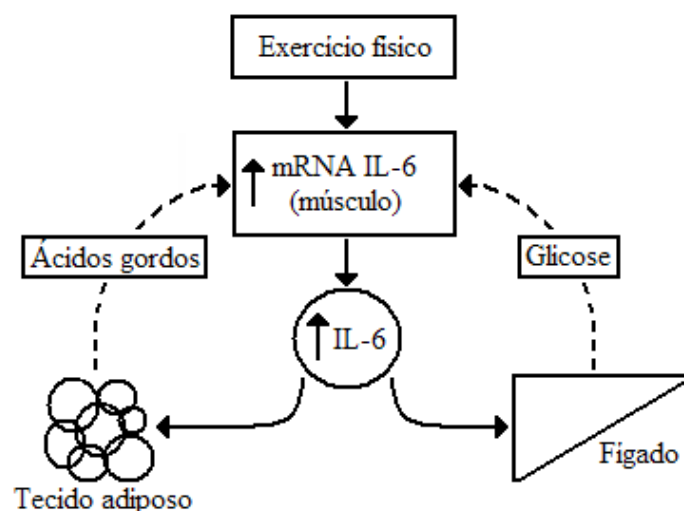 Exercício físico
mRNA IL-6
(músculo)
Ácidos gordos
Glicose
IL-6
Fígado
Tecido adiposo